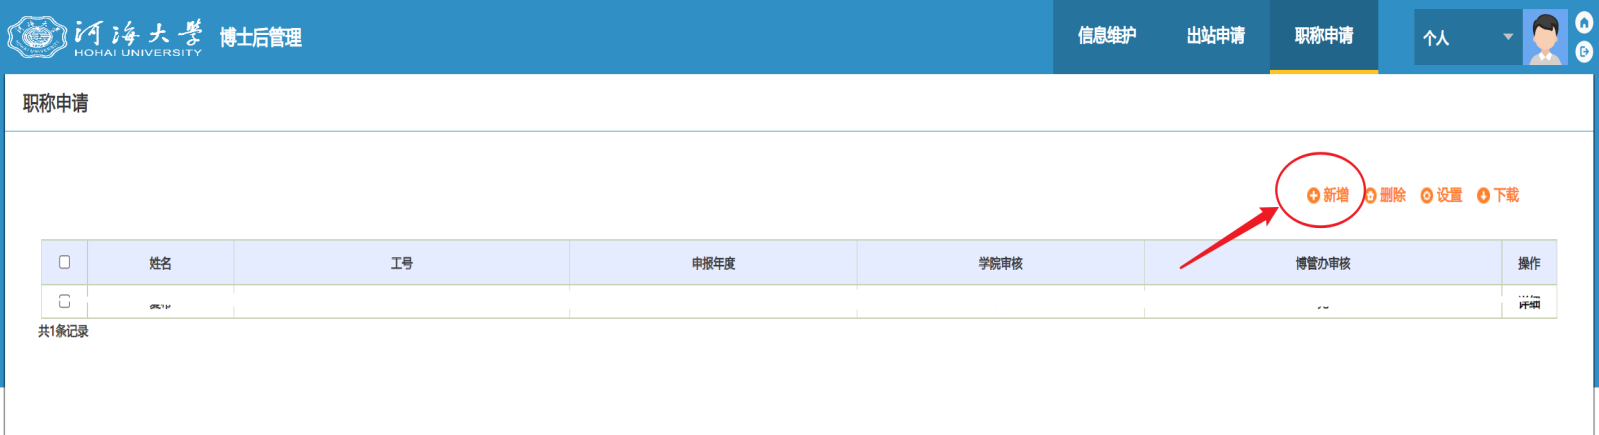 河海大学 博士后管理 信息维护 出站申请 职称申请 个人
HOHAI UNIVERSITY
职称申请
新增 删除 设置 下载
姓名 工号 申报年度 学院审核 博管办审核 操作
详细
共1条记录